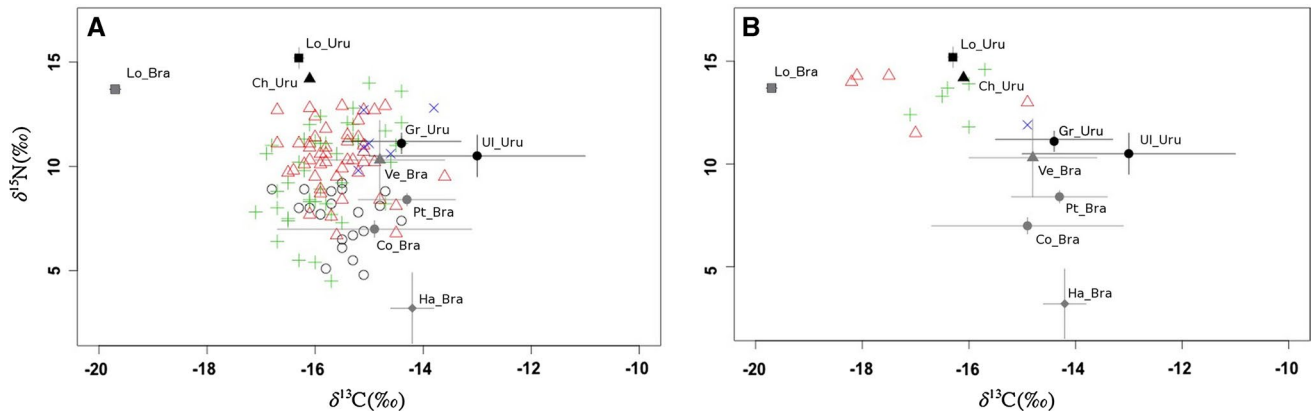 A
B
Lo_Uru
Lo_Bra
Ch_Uru
Gr_Uru
Ul_Uru
Ve_Bra
Pt_Bra
Co_Bra
Ha_Bra
15
10
5
δ¹⁵N(‰)
-20 -18 -16 -14 -12 -10
δ¹³C(‰)
Lo_Uru
Lo_Bra
Ch_Uru
Gr_Uru
Ul_Uru
Ve_Bra
Pt_Bra
Co_Bra
Ha_Bra
15
10
5
-20 -18 -16 -14 -12 -10
δ¹³C(‰)